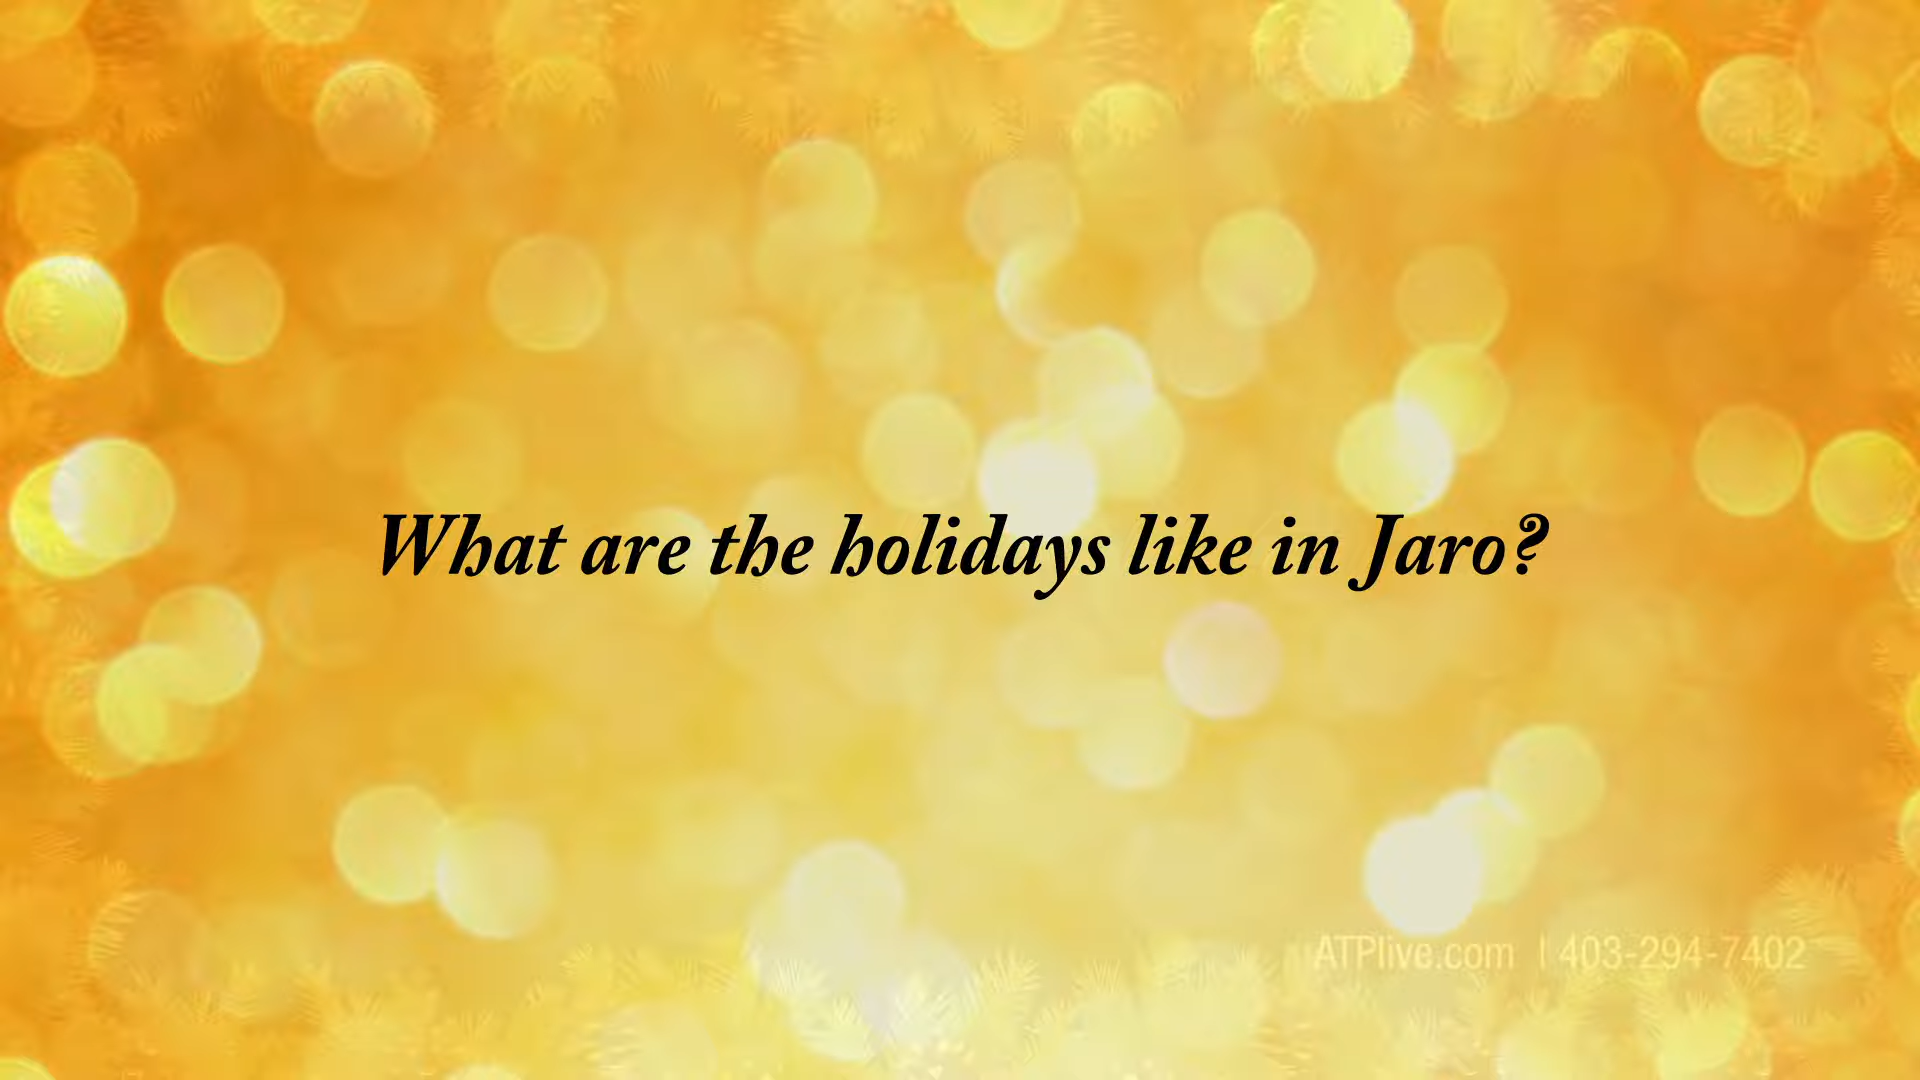 What are the holidays like in Jaro?
ATPlive.com | 403-294-7402